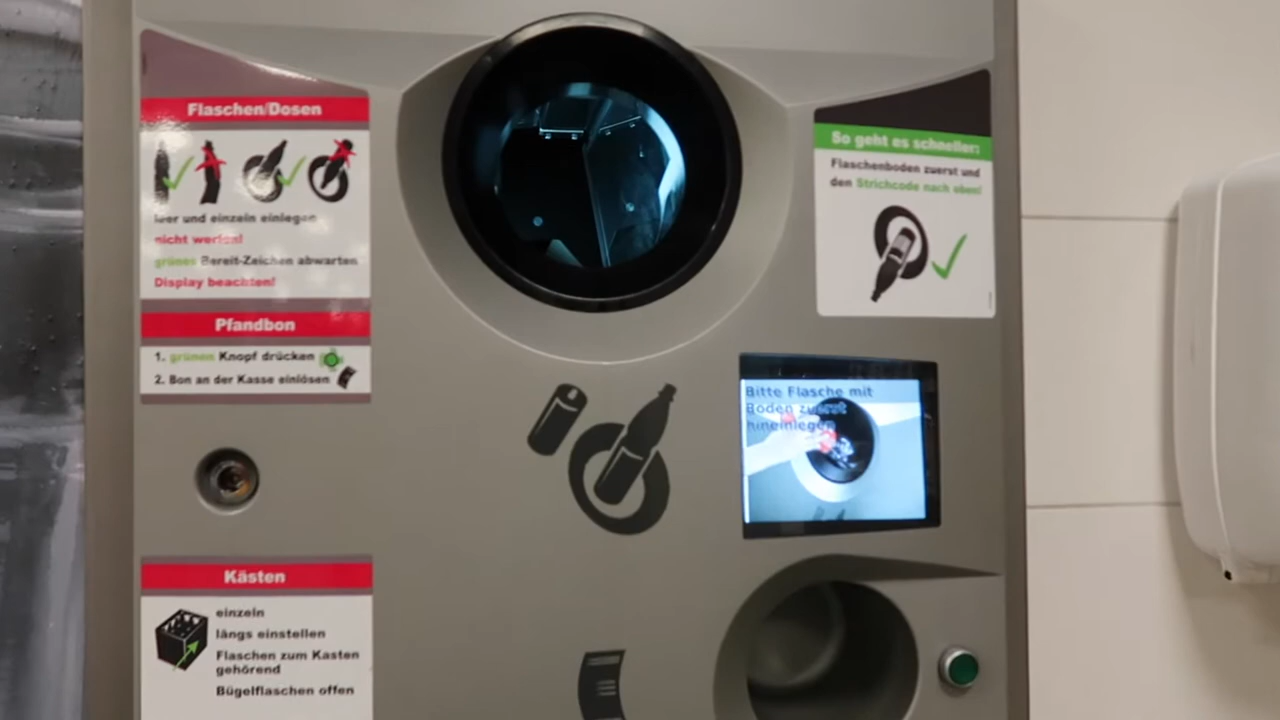 Flaschen/Dosen
leer und einzeln einlegen
nicht werfen!
grünes Bereit-Zeichen abwarten
Display beachten!
Pfandbon
1. grünen Knopf drücken
2. Bon an der Kasse einlösen
Kästen
einzeln
längs einstellen
Flaschen zum Kasten
gehörend
Bügelflaschen offen
So geht es schneller:
Flaschenboden zuerst und
den Strichcode nach oben!
Bitte Flasche mit
Boden zuerst
hineinlegen